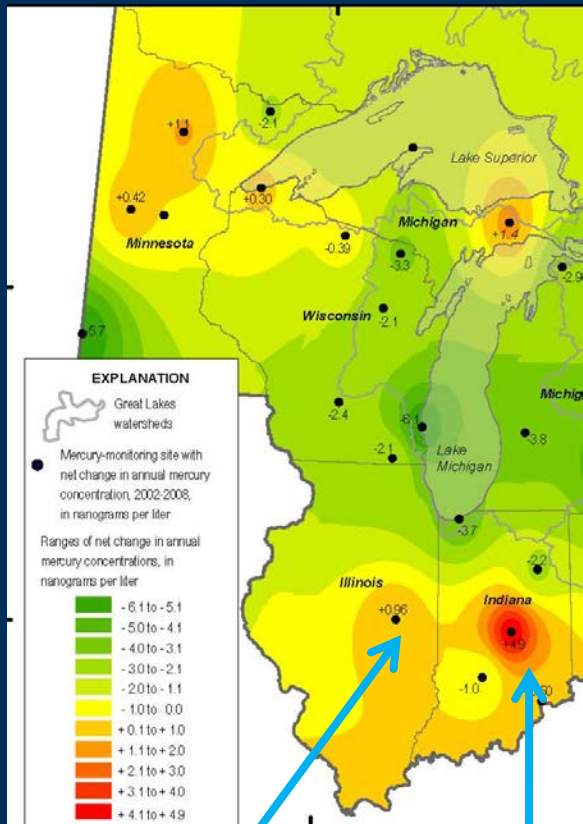 +1.1
-2.1
Lake Superior
+0.42
+0.30
Michigan
+1.4
Minnesota
-0.39
-3.3
-2.9
Wisconsin
-2.1
-5.7
-2.4
-6.1
-3.8
-2.1
Lake
Michigan
-3.7
-2.2
Illinois
Indiana
+0.96
+4.9
-1.0
EXPLANATION
Great Lakes
watersheds
Mercury-monitoring site with
net change in annual mercury
concentration, 2002-2008,
in nanograms per liter
Ranges of net change in annual
mercury concentrations, in
nanograms per liter
- 6.1 to - 5.1
- 5.0 to - 4.1
- 4.0 to - 3.1
- 3.0 to - 2.1
- 2.0 to - 1.1
- 1.0 to 0.0
+ 0.1 to + 1.0
+ 1.1 to + 2.0
+ 2.1 to + 3.0
+ 3.1 to + 4.0
+ 4.1 to + 4.9